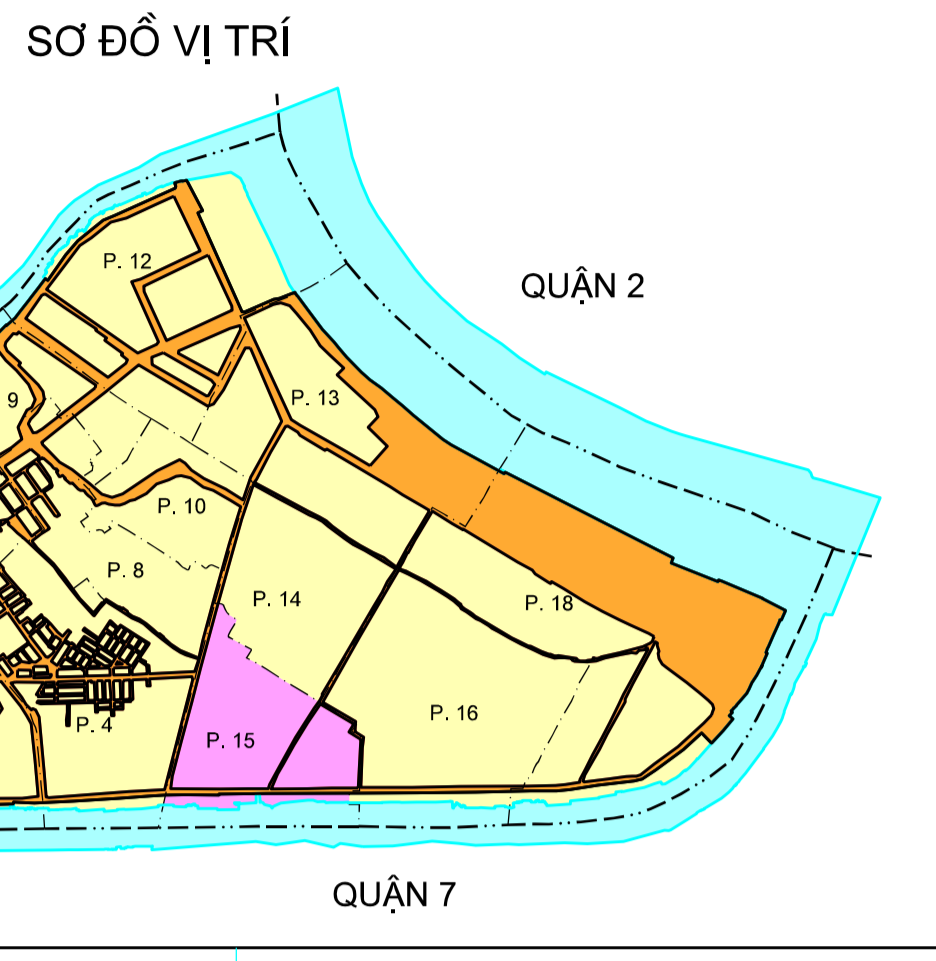 SƠ ĐỒ VỊ TRÍ
P. 12
QUẬN 2
9
P. 13
P. 10
P. 8
P. 14
P. 18
P. 4
P. 15
P. 16
QUẬN 7